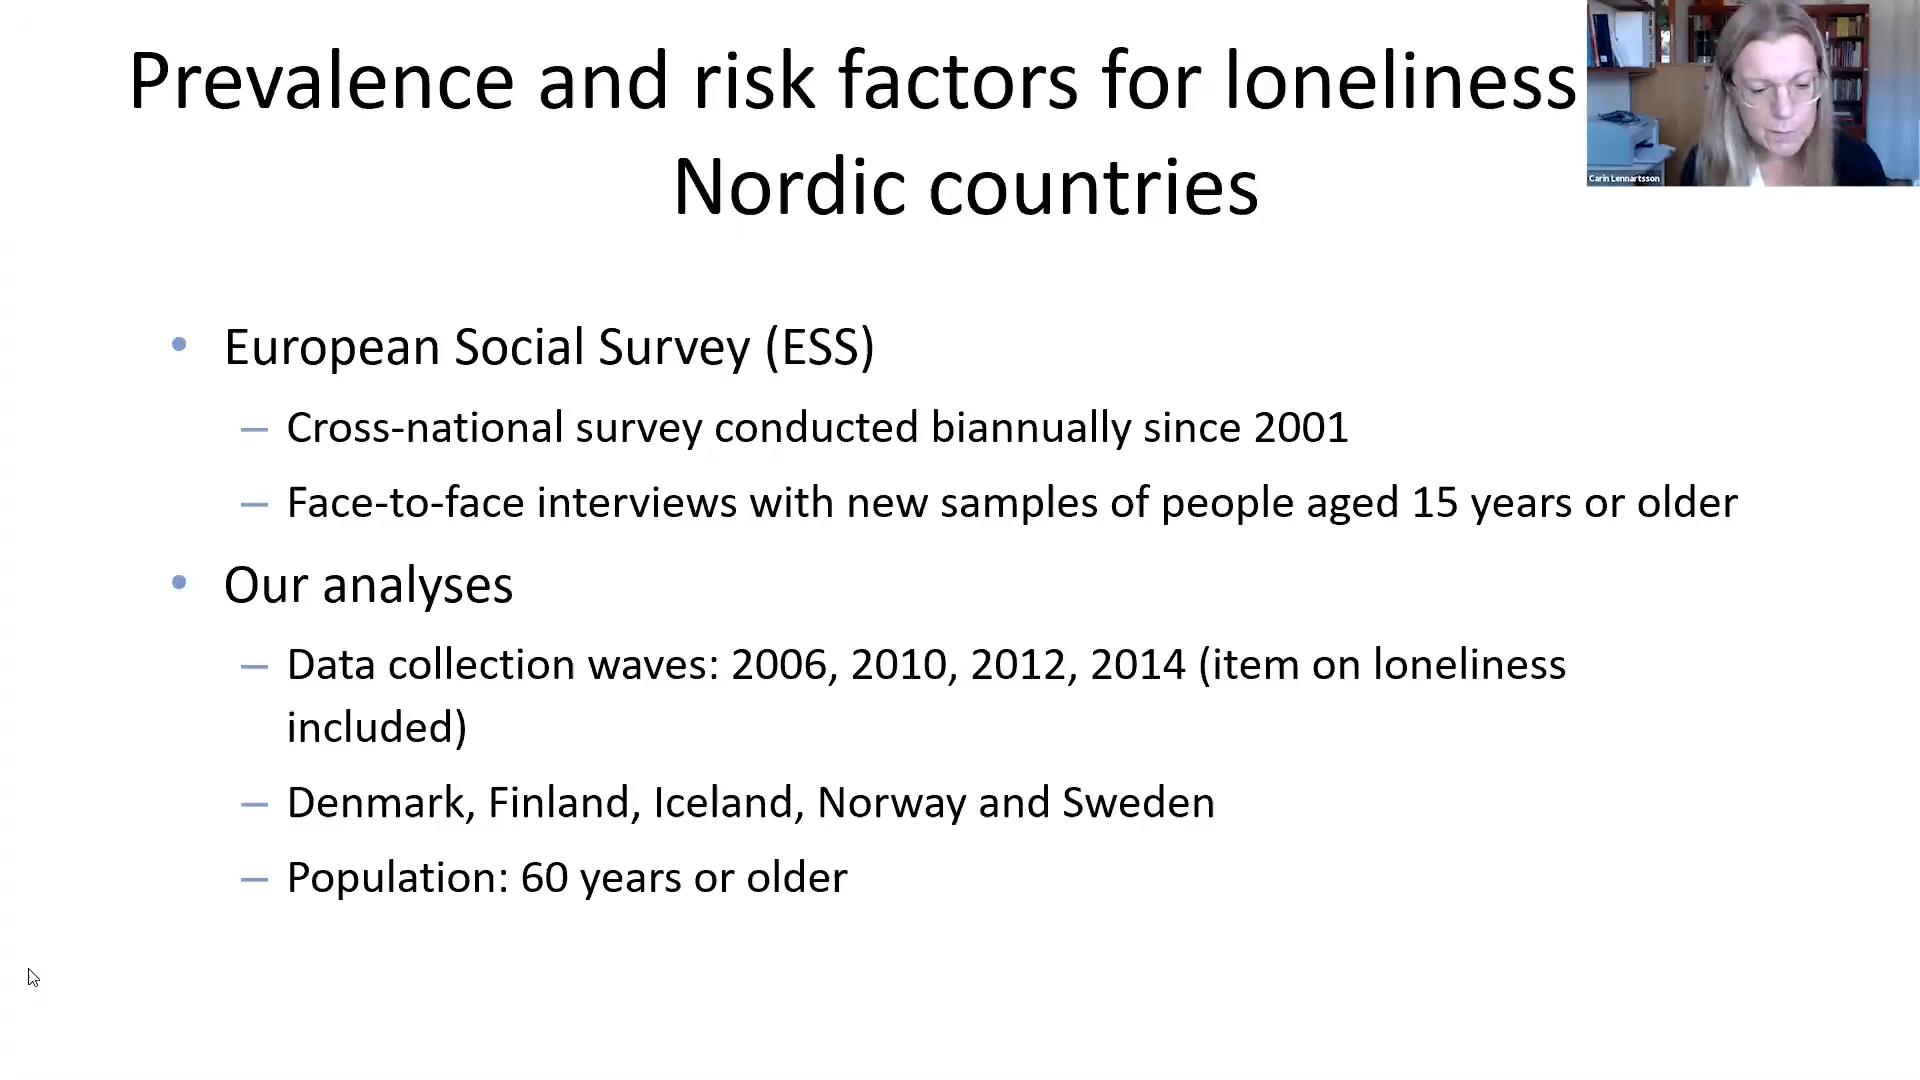 Prevalence and risk factors for loneliness
Nordic countries
Carin Lennartsson
• European Social Survey (ESS)
– Cross-national survey conducted biannually since 2001
– Face-to-face interviews with new samples of people aged 15 years or older
• Our analyses
– Data collection waves: 2006, 2010, 2012, 2014 (item on loneliness
included)
– Denmark, Finland, Iceland, Norway and Sweden
– Population: 60 years or older